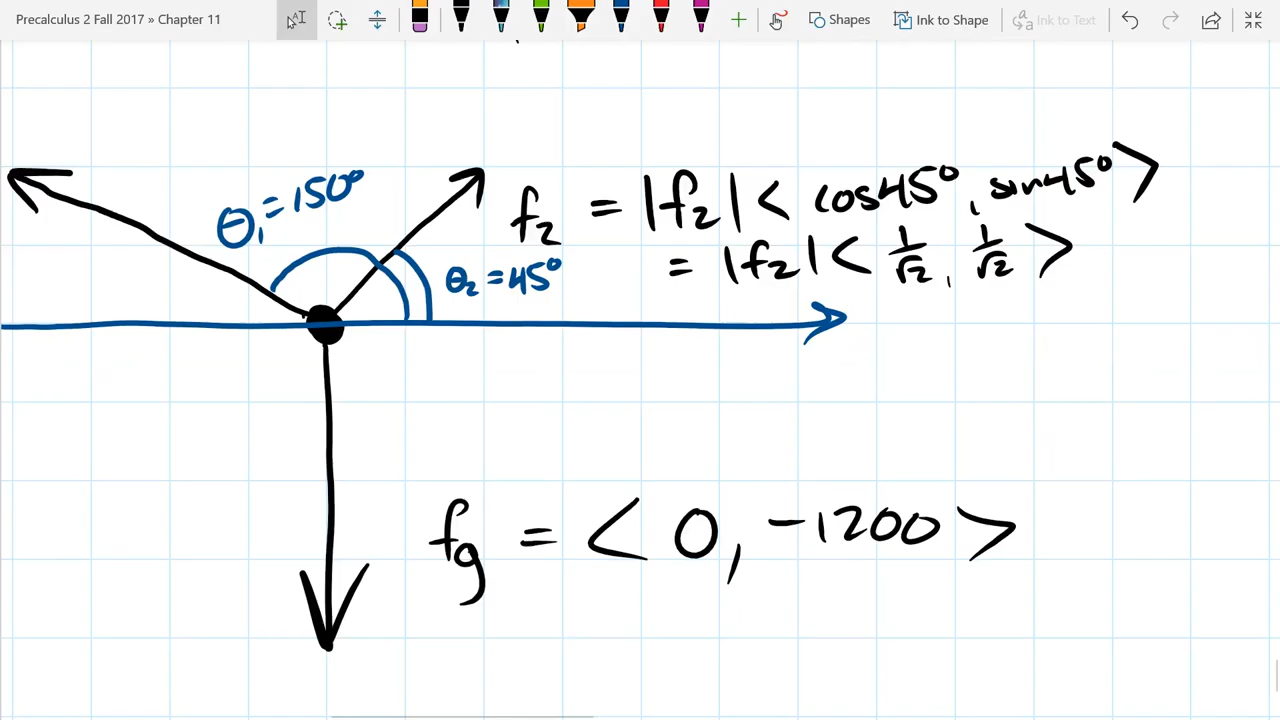 Precalculus 2 Fall 2017 » Chapter 11
Shapes
Ink to Shape
Ink to Text
θ₁ = 150°
f₂ = |f₂| < cos45°, sin45° >
= |f₂| < 1/√2, 1/√2 >
θ₂ = 45°
fg = < 0, -1200 >